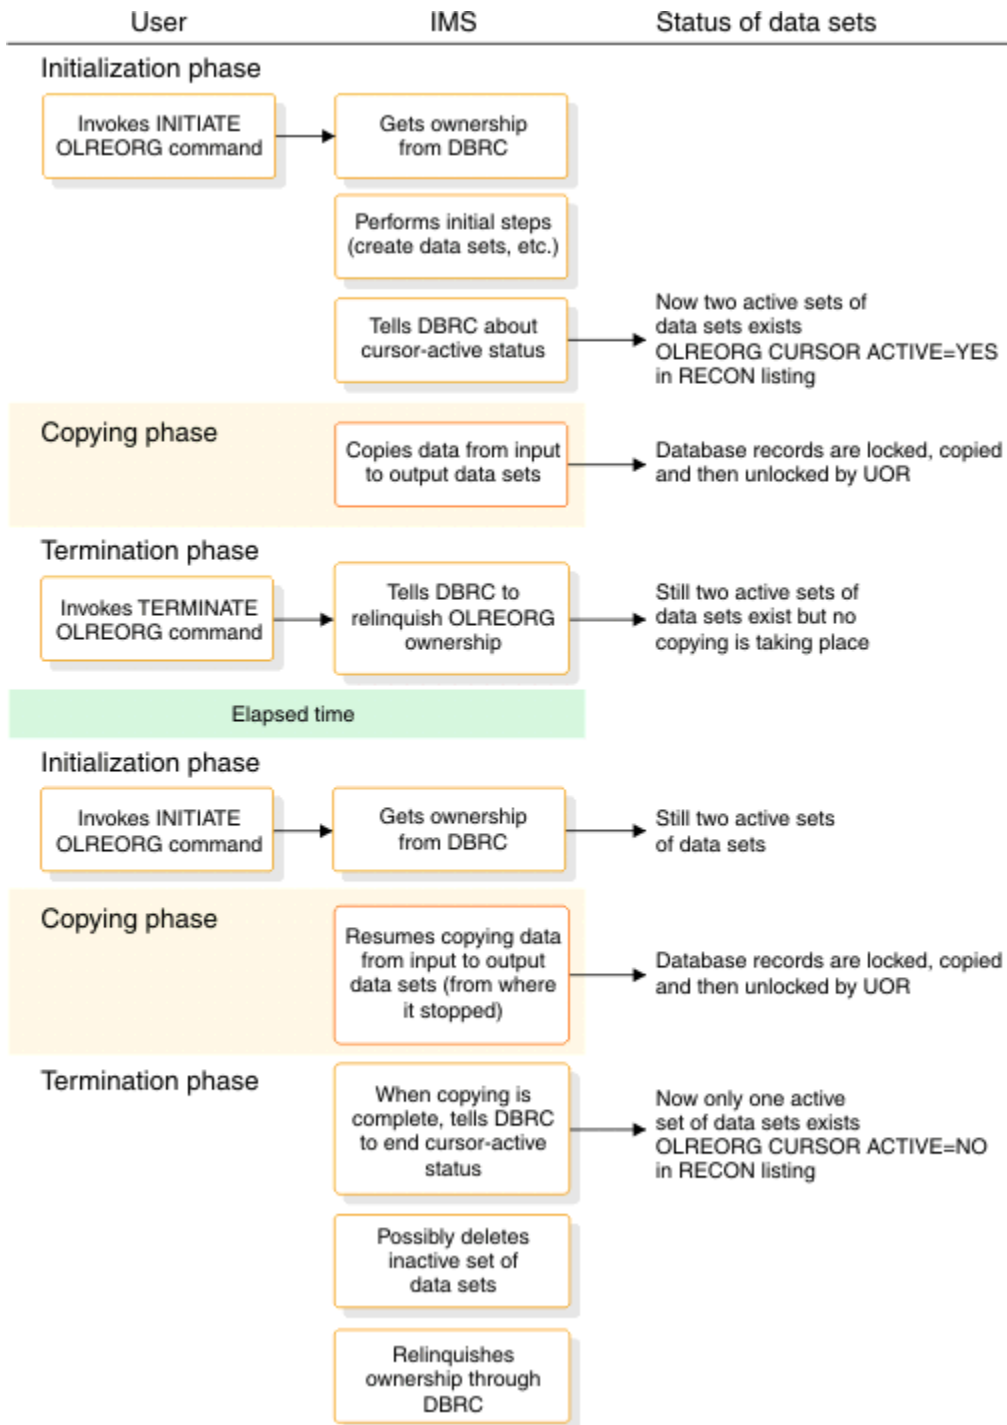 User
IMS
Status of data sets
Initialization phase
Invokes INITIATE
OLREORG command
Gets ownership
from DBRC
Performs initial steps
(create data sets, etc.)
Tells DBRC about
cursor-active status
Now two active sets of
data sets exists
OLREORG CURSOR ACTIVE=YES
in RECON listing
Copying phase
Copies data from input
to output data sets
Database records are locked, copied
and then unlocked by UOR
Termination phase
Invokes TERMINATE
OLREORG command
Tells DBRC to
relinquish OLREORG
ownership
Still two active sets of
data sets exist but no
copying is taking place
Elapsed time
Initialization phase
Invokes INITIATE
OLREORG command
Gets ownership
from DBRC
Still two active sets
of data sets
Copying phase
Resumes copying data
from input to output
data sets (from where
it stopped)
Database records are locked, copied
and then unlocked by UOR
Termination phase
When copying is
complete, tells DBRC
to end cursor-active
status
Now only one active
set of data sets exists
OLREORG CURSOR ACTIVE=NO
in RECON listing
Possibly deletes
inactive set of
data sets
Relinquishes
ownership through
DBRC